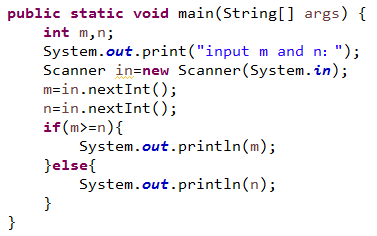 public static void main(String[] args) {
    int m,n;
    System.out.print("input m and n：");
    Scanner in=new Scanner(System.in);
    m=in.nextInt();
    n=in.nextInt();
    if(m>=n){
        System.out.println(m);
    }else{
        System.out.println(n);
    }
}